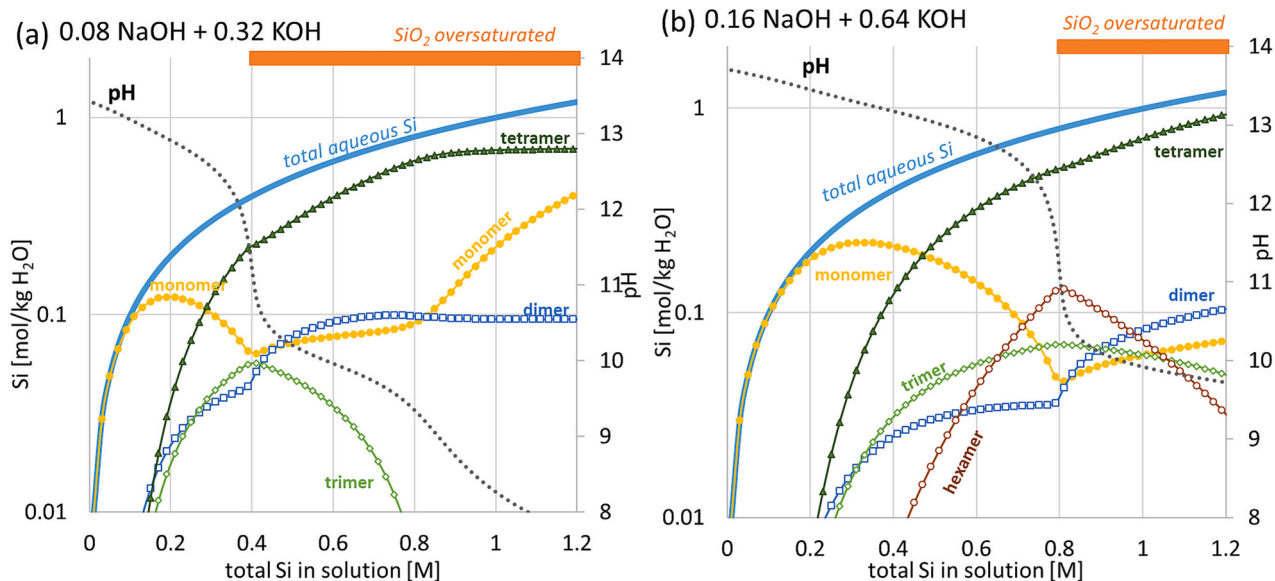 (a) 0.08 NaOH + 0.32 KOH
SiO2 oversaturated
pH
total aqueous Si
tetramer
monomer
monomer
dimer
trimer
Si [mol/kg H2O]
1
0.1
0.01
14
13
12
11
10
9
8
pH
0 0.2 0.4 0.6 0.8 1 1.2
total Si in solution [M]
(b) 0.16 NaOH + 0.64 KOH
SiO2 oversaturated
pH
total aqueous Si
tetramer
monomer
dimer
trimer
hexamer
Si [mol/kg H2O]
1
0.1
0.01
14
13
12
11
10
9
8
pH
0 0.2 0.4 0.6 0.8 1 1.2
total Si in solution [M]